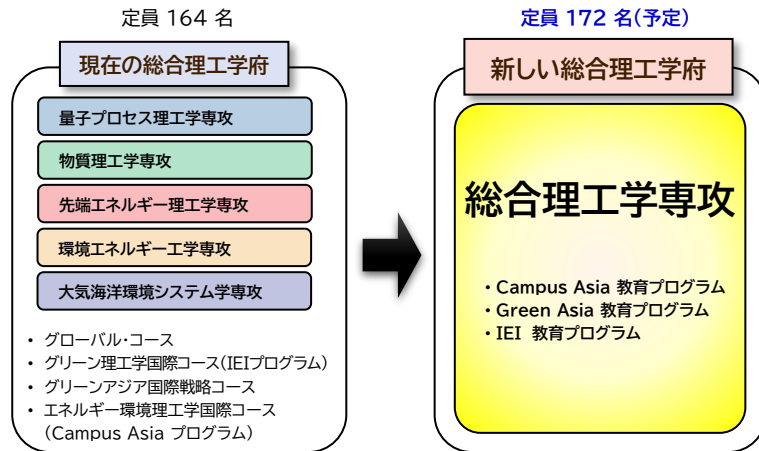 定員 164 名
現在の総合理工学府
量子プロセス理工学専攻
物質理工学専攻
先端エネルギー理工学専攻
環境エネルギー工学専攻
大気海洋環境システム学専攻
・ グローバル・コース
・ グリーン理工学国際コース(IEIプログラム)
・ グリーンアジア国際戦略コース
・ エネルギー環境理工学国際コース
(Campus Asia プログラム)
定員 172 名(予定)
新しい総合理工学府
総合理工学専攻
・Campus Asia 教育プログラム
・Green Asia 教育プログラム
・IEI 教育プログラム